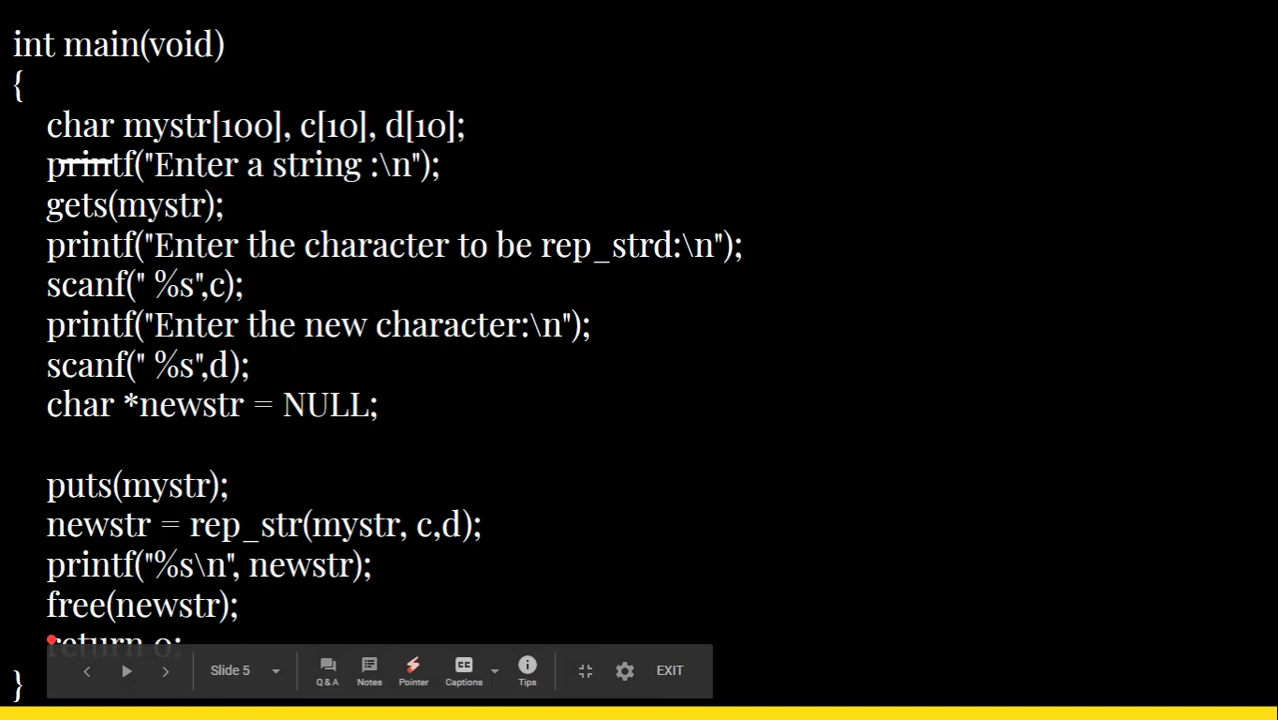 int main(void)
{
char mystr[100], c[10], d[10];
printf("Enter a string :\n");
gets(mystr);
printf("Enter the character to be rep_strd:\n");
scanf(" %s",c);
printf("Enter the new character:\n");
scanf(" %s",d);
char *newstr = NULL;
puts(mystr);
newstr = rep_str(mystr, c,d);
printf("%s\n", newstr);
free(newstr);
return 0;
}
Slide 5
Q & A Notes Pointer Captions Tips EXIT